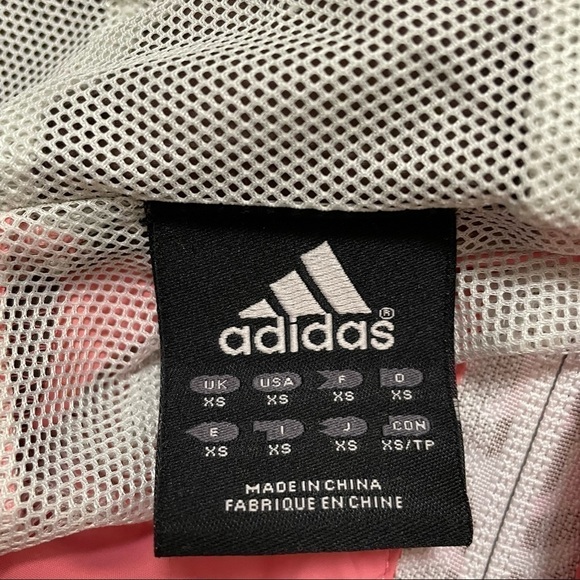 adidas®
UK USA F D
XS XS XS XS
E I J CDN
XS XS XS XS/TP
MADE IN CHINA
FABRIQUE EN CHINE